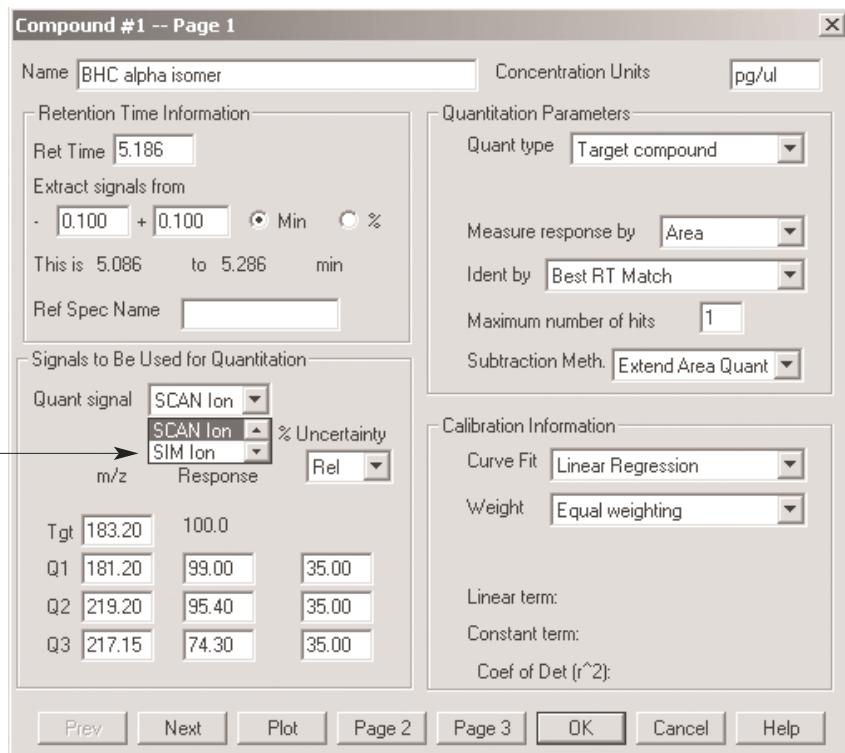 Compound #1 -- Page 1
Name BHC alpha isomer Concentration Units pg/ul
Retention Time Information
Ret Time 5.186
Extract signals from
- 0.100 + 0.100 Min %
This is 5.086 to 5.286 min
Ref Spec Name
Quantitation Parameters
Quant type Target compound
Measure response by Area
Ident by Best RT Match
Maximum number of hits 1
Subtraction Meth. Extend Area Quant
Signals to Be Used for Quantitation
Quant signal SCAN Ion
SCAN Ion
SIM Ion
% Uncertainty
m/z Response Rel
Tgt 183.20 100.0
Q1 181.20 99.00 35.00
Q2 219.20 95.40 35.00
Q3 217.15 74.30 35.00
Calibration Information
Curve Fit Linear Regression
Weight Equal weighting
Linear term:
Constant term:
Coef of Det (r^2):
Prev Next Plot Page 2 Page 3 OK Cancel Help